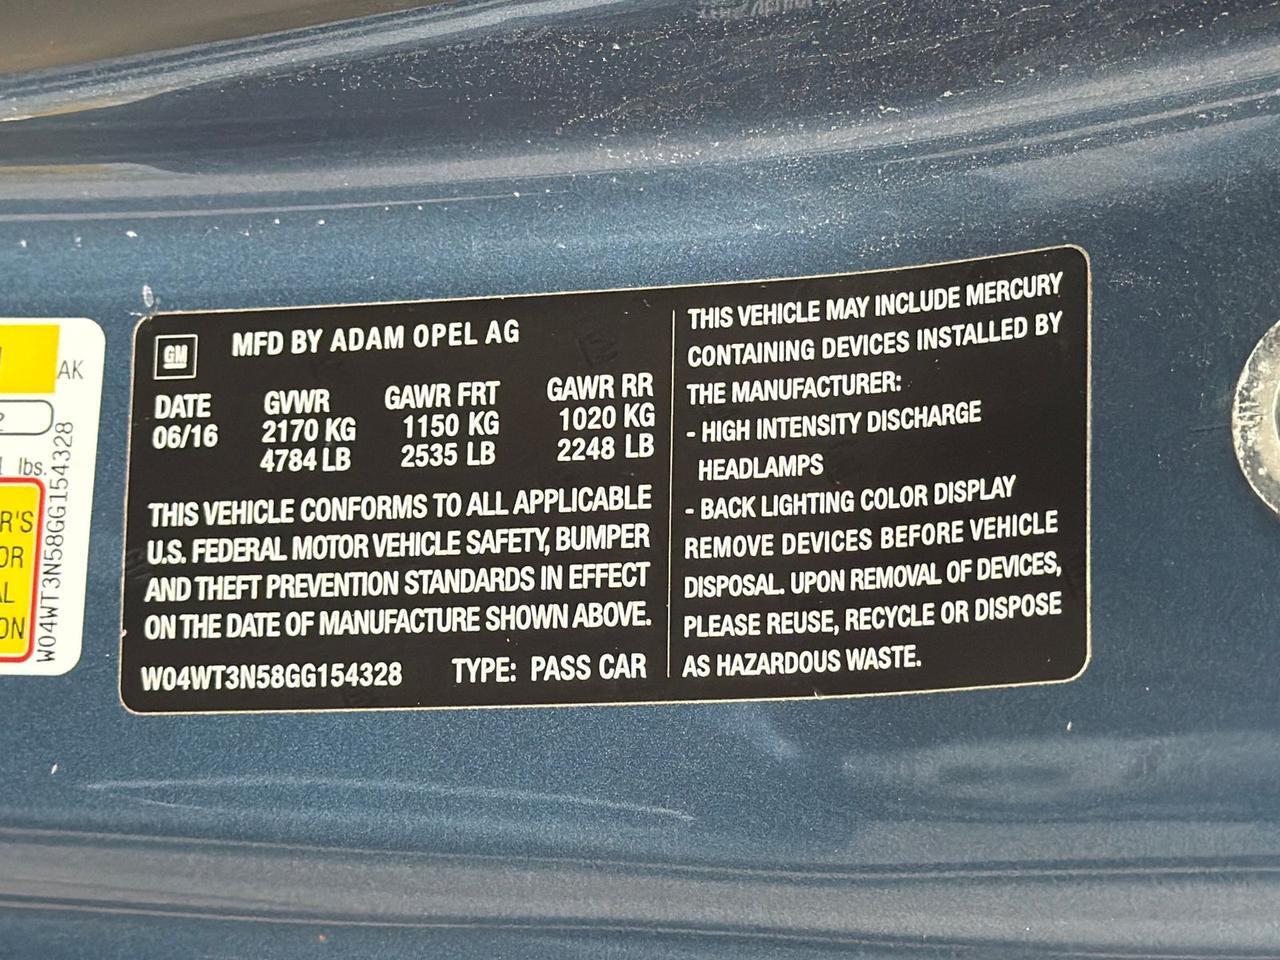 AK
2
lbs.
R'S
OR
AL
ON
W04WT3N58GG154328
GM
MFD BY ADAM OPEL AG
DATE GVWR GAWR FRT GAWR RR
06/16 2170 KG 1150 KG 1020 KG
4784 LB 2535 LB 2248 LB
THIS VEHICLE CONFORMS TO ALL APPLICABLE
U.S. FEDERAL MOTOR VEHICLE SAFETY, BUMPER
AND THEFT PREVENTION STANDARDS IN EFFECT
ON THE DATE OF MANUFACTURE SHOWN ABOVE.
W04WT3N58GG154328 TYPE: PASS CAR
THIS VEHICLE MAY INCLUDE MERCURY
CONTAINING DEVICES INSTALLED BY
THE MANUFACTURER:
- HIGH INTENSITY DISCHARGE
HEADLAMPS
- BACK LIGHTING COLOR DISPLAY
REMOVE DEVICES BEFORE VEHICLE
DISPOSAL. UPON REMOVAL OF DEVICES,
PLEASE REUSE, RECYCLE OR DISPOSE
AS HAZARDOUS WASTE.